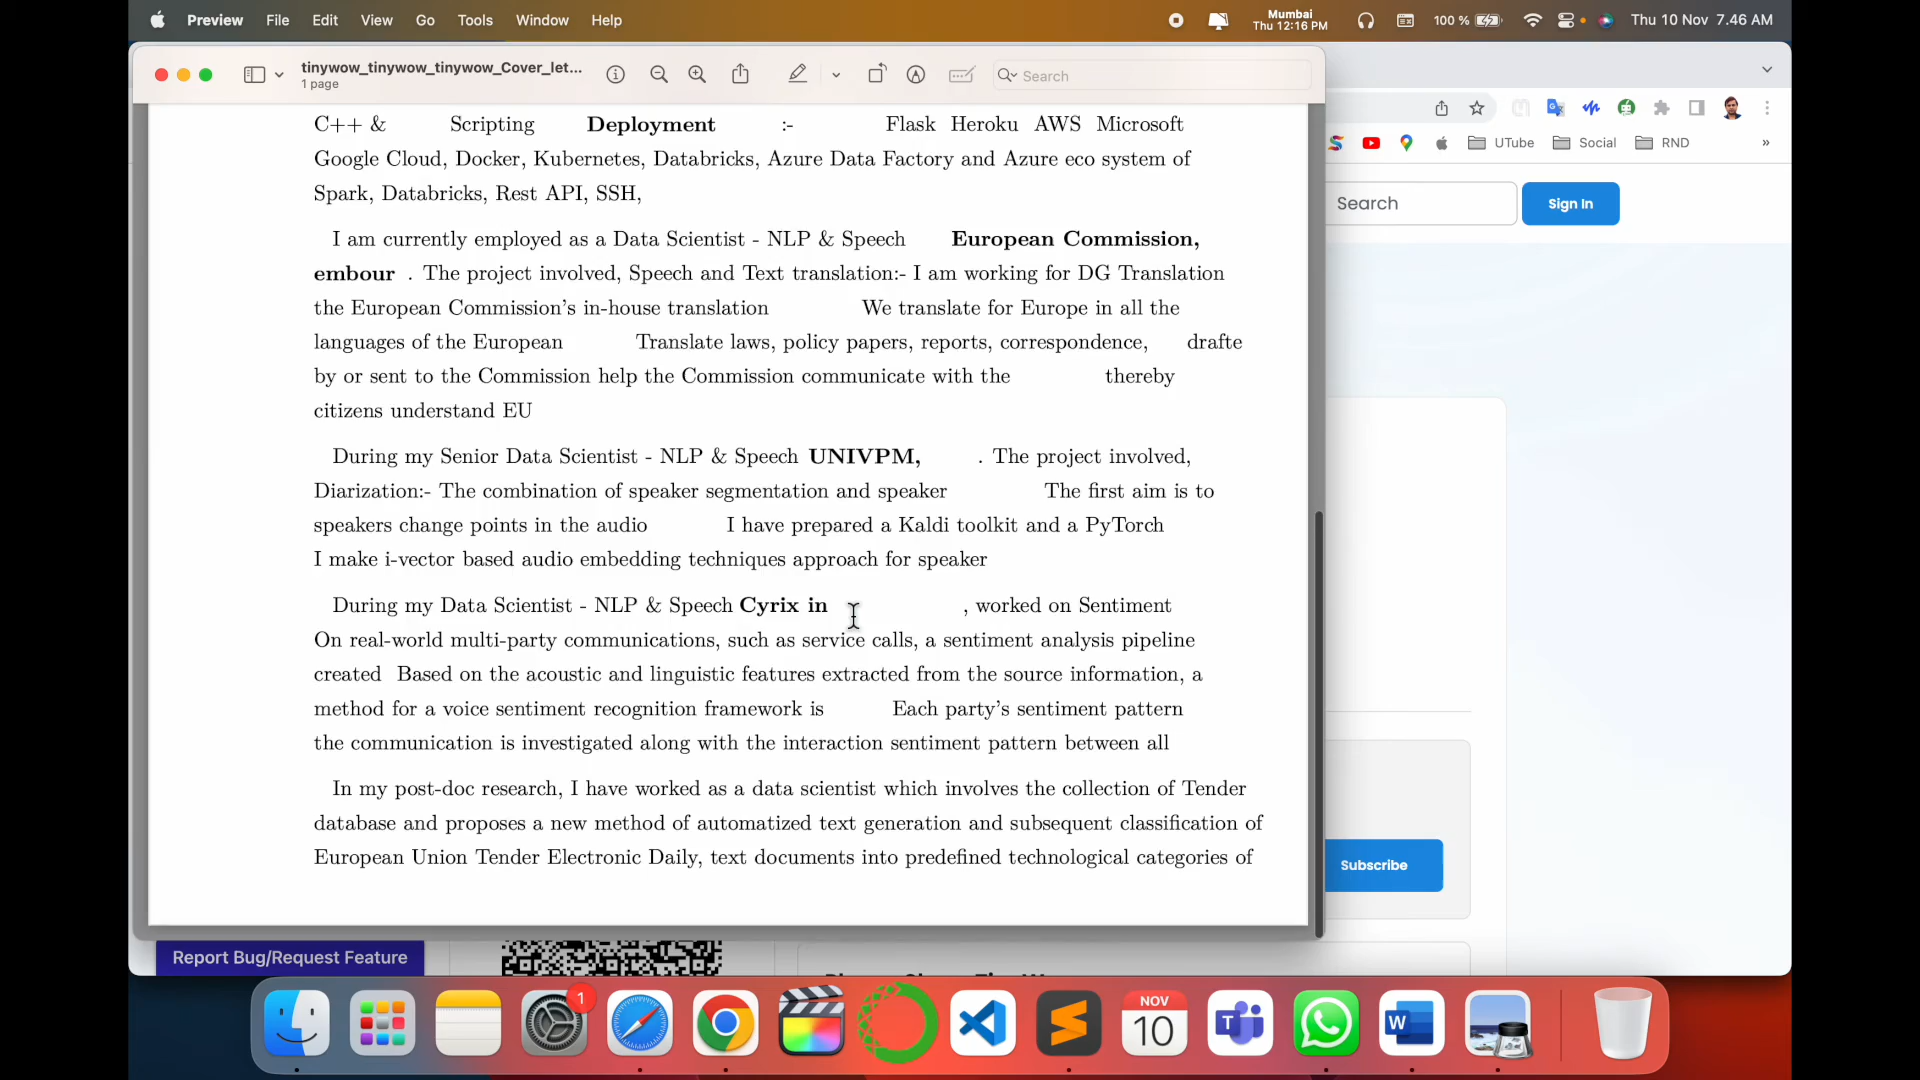 Preview File Edit View Go Tools Window Help
Mumbai
Thu 12:16 PM
100 %
Thu 10 Nov 7.46 AM
tinywow_tinywow_tinywow_Cover_let...
1 page
Search
UTube Social RND »
Search
Sign In
C++ & Scripting Deployment :- Flask Heroku AWS Microsoft
Google Cloud, Docker, Kubernetes, Databricks, Azure Data Factory and Azure eco system of
Spark, Databricks, Rest API, SSH,
I am currently employed as a Data Scientist - NLP & Speech European Commission,
embour . The project involved, Speech and Text translation:- I am working for DG Translation
the European Commission's in-house translation We translate for Europe in all the
languages of the European Translate laws, policy papers, reports, correspondence, drafte
by or sent to the Commission help the Commission communicate with the thereby
citizens understand EU
During my Senior Data Scientist - NLP & Speech UNIVPM, . The project involved,
Diarization:- The combination of speaker segmentation and speaker The first aim is to
speakers change points in the audio I have prepared a Kaldi toolkit and a PyTorch
I make i-vector based audio embedding techniques approach for speaker
During my Data Scientist - NLP & Speech Cyrix in , worked on Sentiment
On real-world multi-party communications, such as service calls, a sentiment analysis pipeline
created Based on the acoustic and linguistic features extracted from the source information, a
method for a voice sentiment recognition framework is Each party's sentiment pattern
the communication is investigated along with the interaction sentiment pattern between all
In my post-doc research, I have worked as a data scientist which involves the collection of Tender
database and proposes a new method of automatized text generation and subsequent classification of
European Union Tender Electronic Daily, text documents into predefined technological categories of
Subscribe
Report Bug/Request Feature
1
NOV
10
W